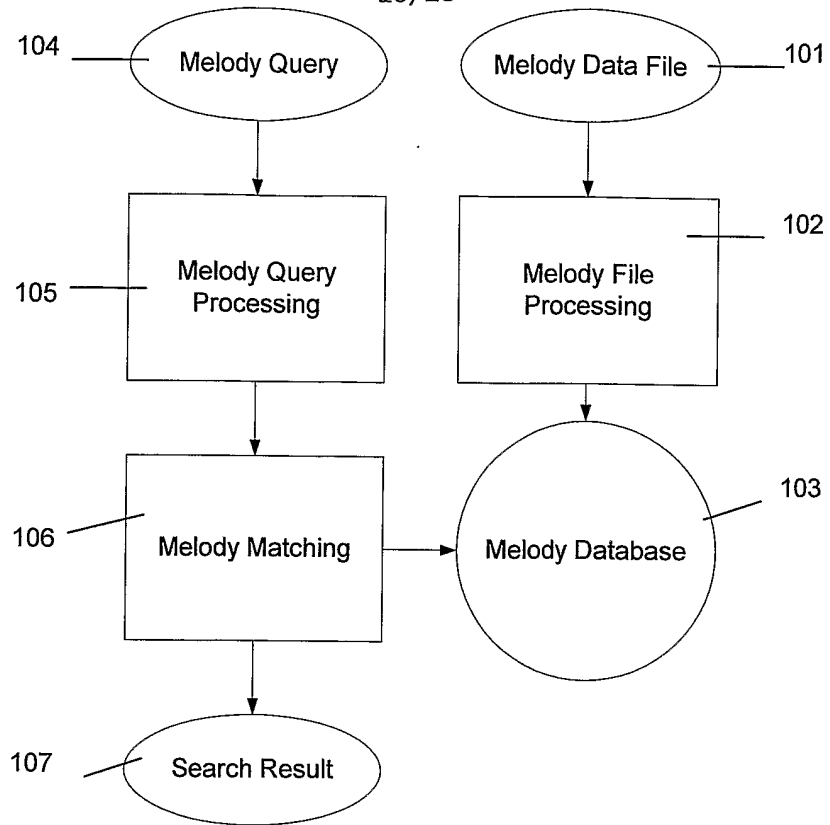 104
Melody Query
Melody Data File
101
105
Melody Query
Processing
Melody File
Processing
102
106
Melody Matching
Melody Database
103
107
Search Result